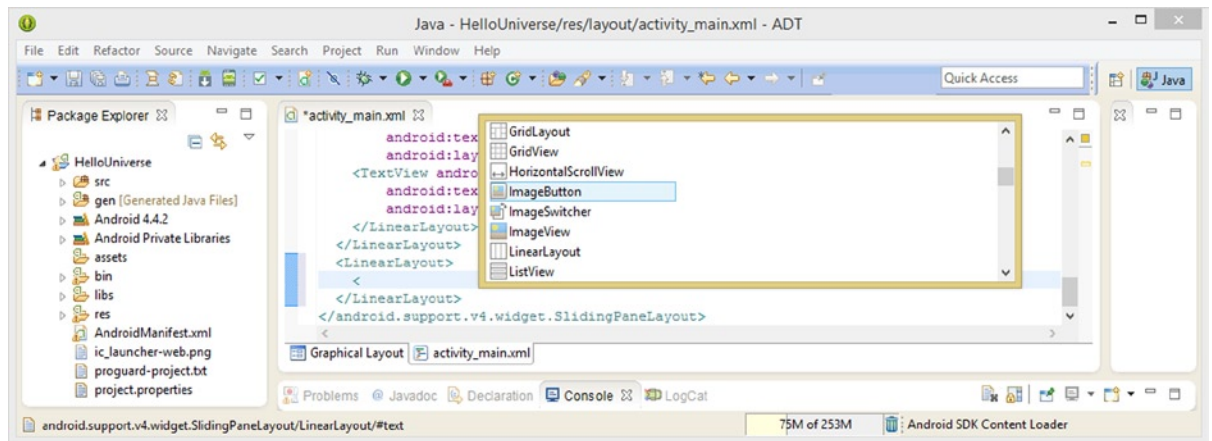 Java - HelloUniverse/res/layout/activity_main.xml - ADT
File Edit Refactor Source Navigate Search Project Run Window Help
Quick Access
Java
Package Explorer
HelloUniverse
src
gen [Generated Java Files]
Android 4.4.2
Android Private Libraries
assets
bin
libs
res
AndroidManifest.xml
ic_launcher-web.png
proguard-project.txt
project.properties
*activity_main.xml
android:tex
android:lay
<TextView andro
android:tex
android:lay
</LinearLayout>
</LinearLayout>
<LinearLayout>
<
</LinearLayout>
</android.support.v4.widget.SlidingPaneLayout>
GridLayout
GridView
HorizontalScrollView
ImageButton
ImageSwitcher
ImageView
LinearLayout
ListView
Graphical Layout activity_main.xml
Problems @ Javadoc Declaration Console LogCat
android.support.v4.widget.SlidingPaneLayout/LinearLayout/#text
75M of 253M
Android SDK Content Loader